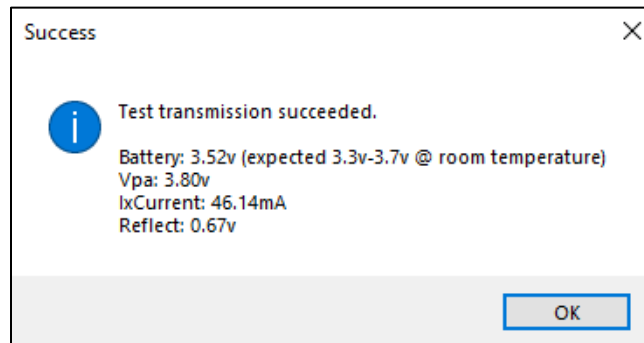 Success
Test transmission succeeded.
Battery: 3.52v (expected 3.3v-3.7v @ room temperature)
Vpa: 3.80v
IxCurrent: 46.14mA
Reflect: 0.67v
OK